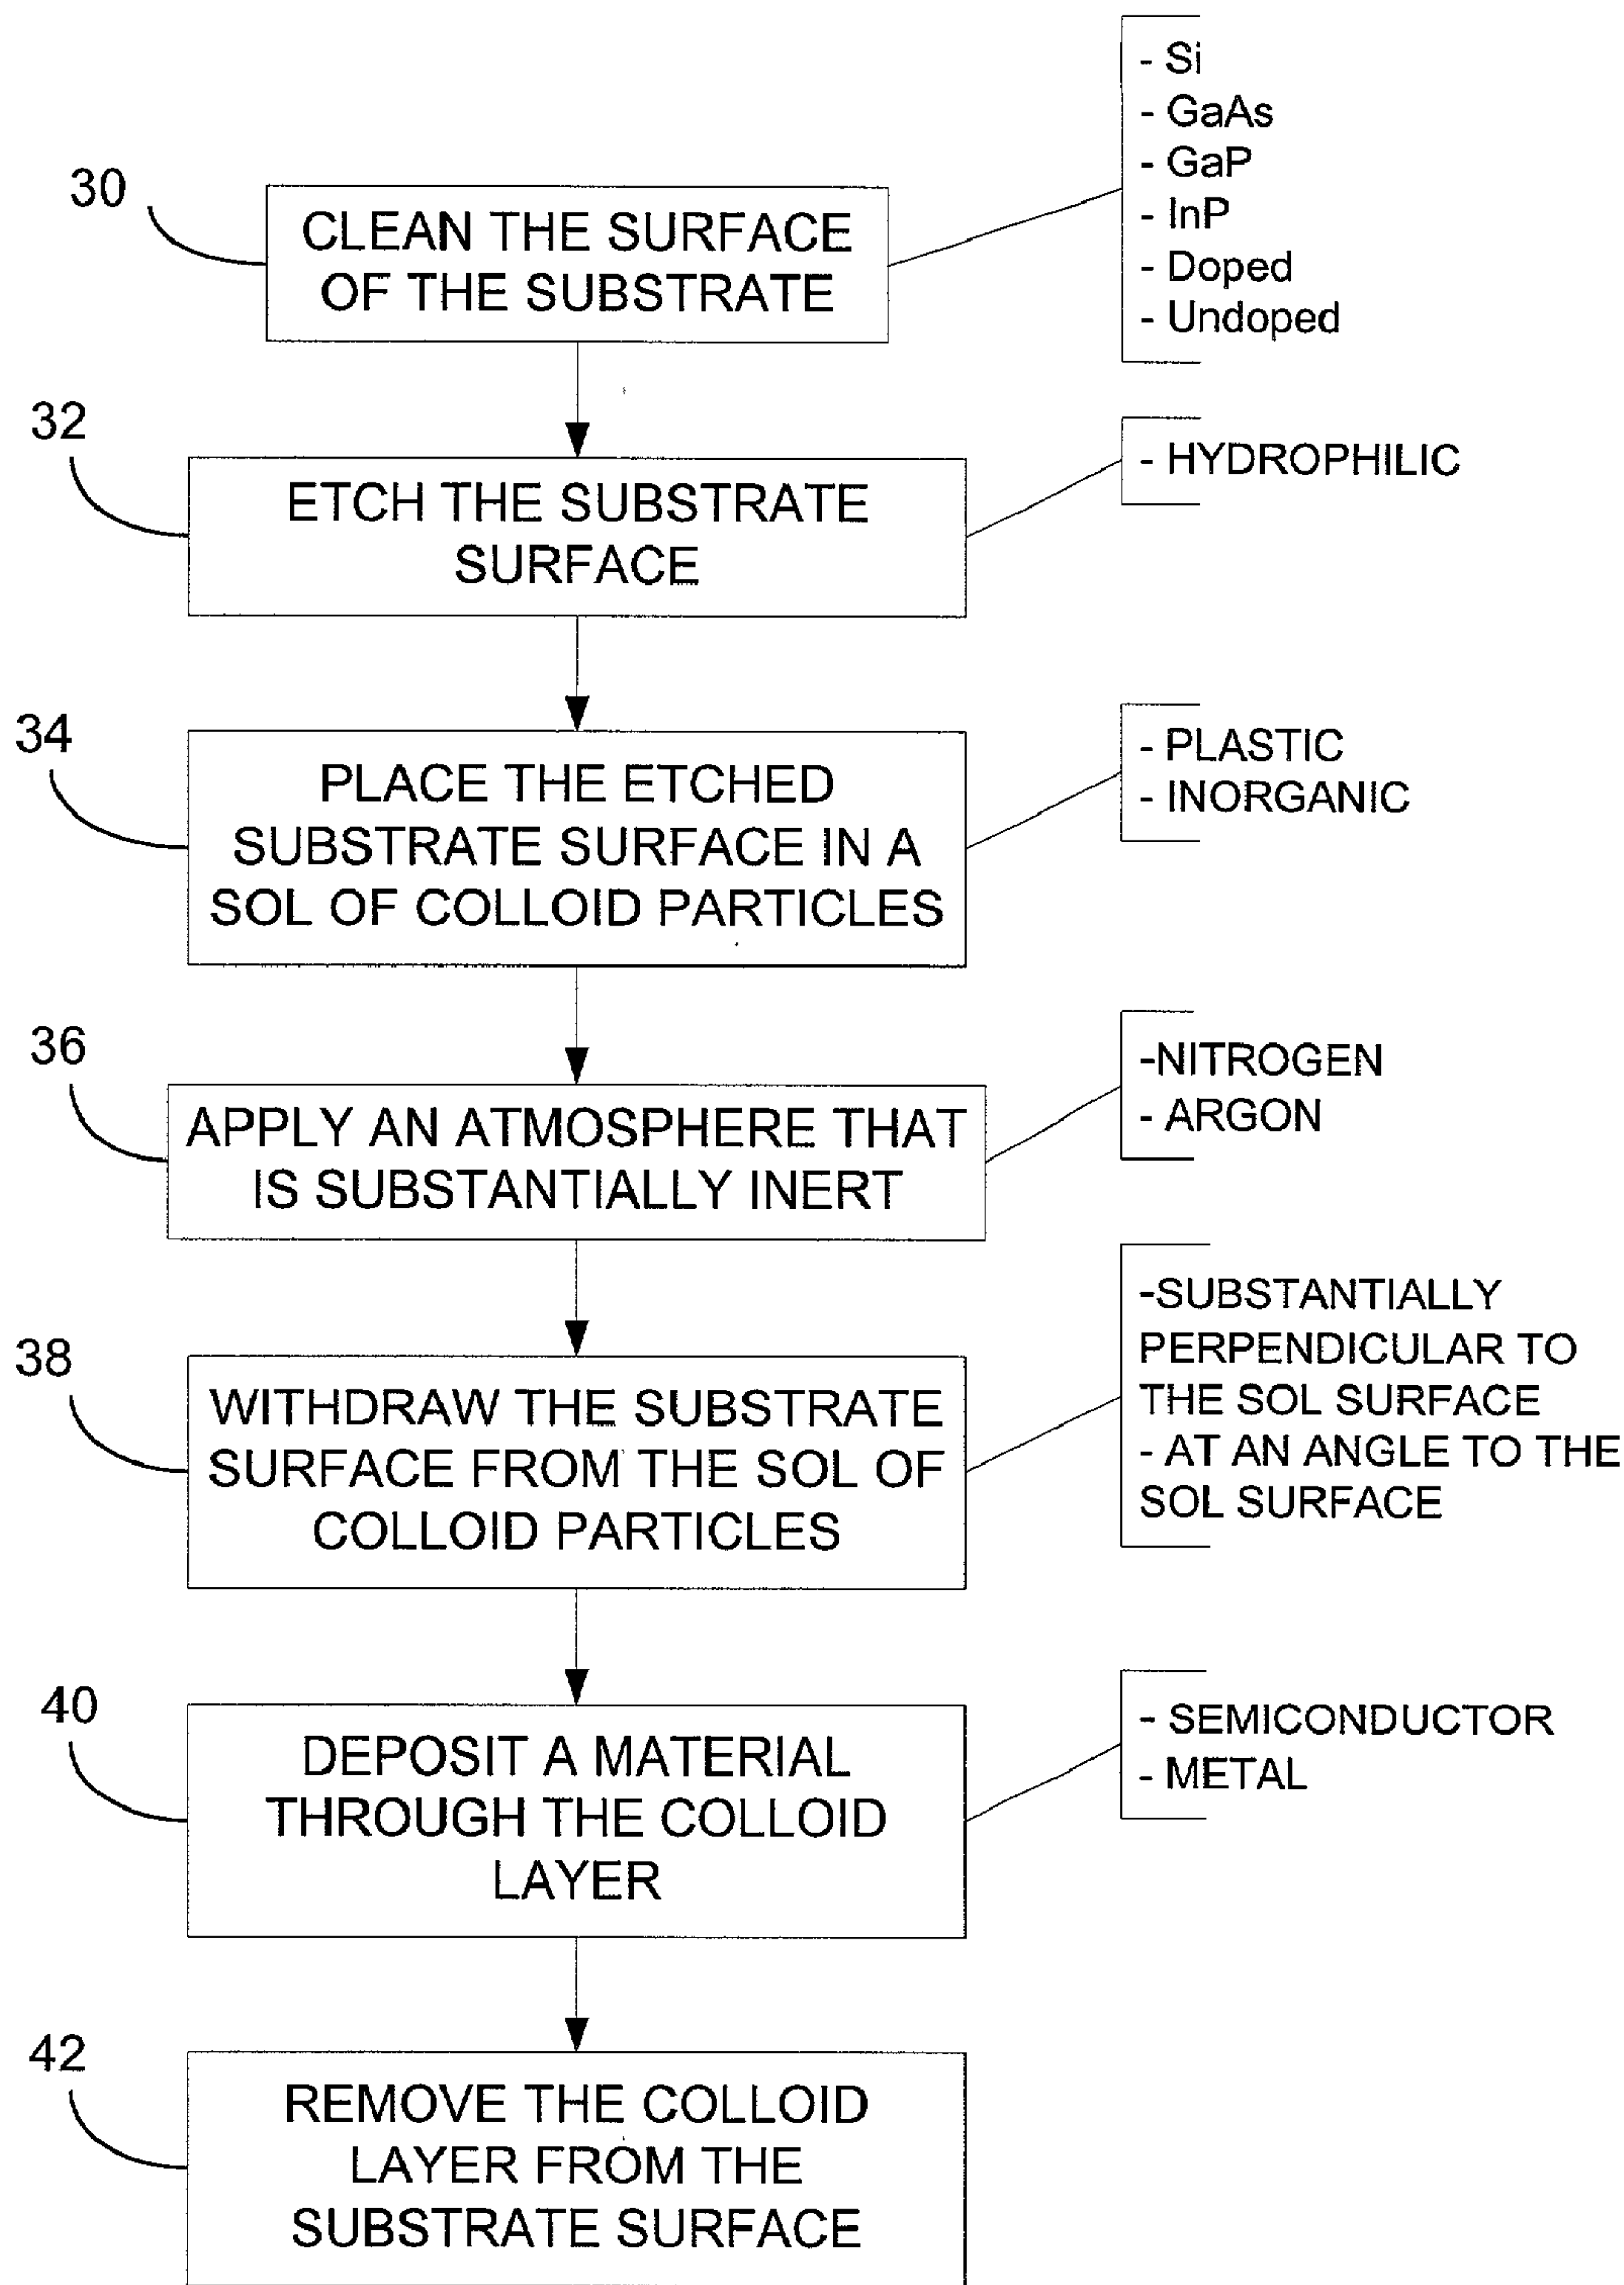 30
CLEAN THE SURFACE
OF THE SUBSTRATE
- Si
- GaAs
- GaP
- InP
- Doped
- Undoped
32
ETCH THE SUBSTRATE
SURFACE
- HYDROPHILIC
34
PLACE THE ETCHED
SUBSTRATE SURFACE IN A
SOL OF COLLOID PARTICLES
- PLASTIC
- INORGANIC
36
APPLY AN ATMOSPHERE THAT
IS SUBSTANTIALLY INERT
-NITROGEN
- ARGON
38
WITHDRAW THE SUBSTRATE
SURFACE FROM THE SOL OF
COLLOID PARTICLES
-SUBSTANTIALLY
PERPENDICULAR TO
THE SOL SURFACE
- AT AN ANGLE TO THE
SOL SURFACE
40
DEPOSIT A MATERIAL
THROUGH THE COLLOID
LAYER
- SEMICONDUCTOR
- METAL
42
REMOVE THE COLLOID
LAYER FROM THE
SUBSTRATE SURFACE